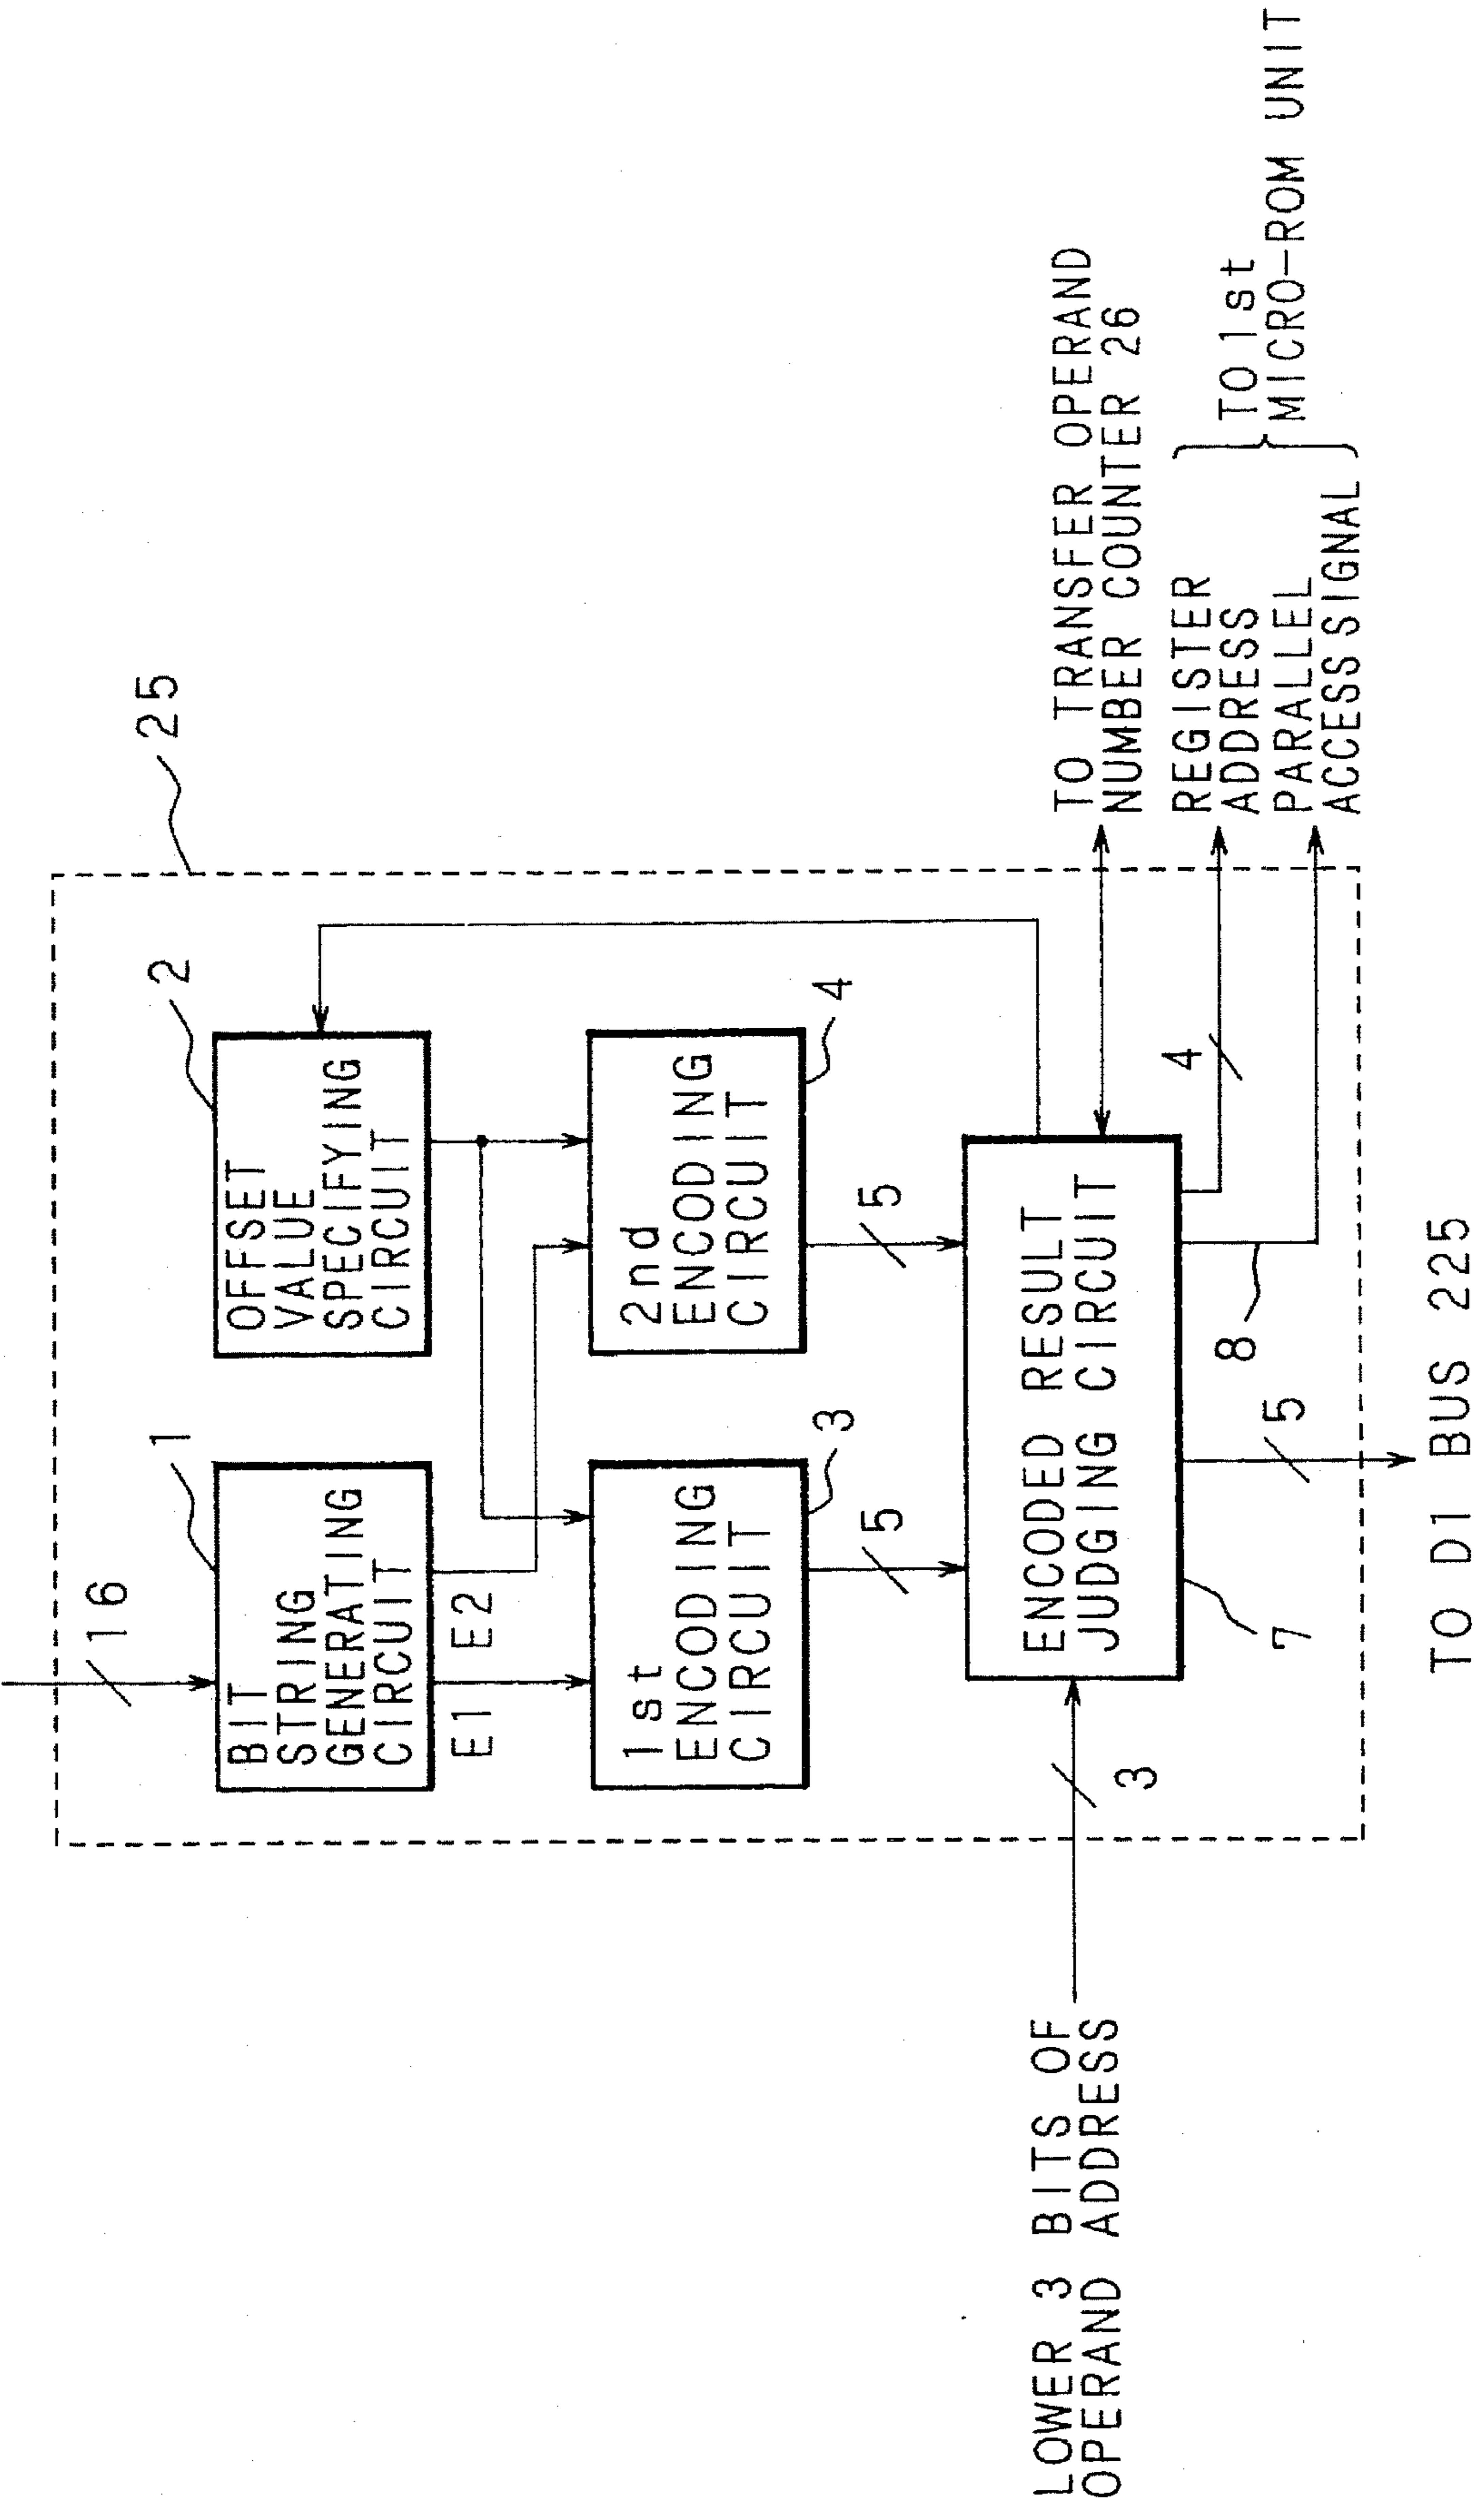 16
25
1
BIT
STRING
GENERATING
CIRCUIT
2
OFFSET
VALUE
SPECIFYING
CIRCUIT
E1
E2
1st
ENCODING
CIRCUIT
3
2nd
ENCODING
CIRCUIT
4
5
5
LOWER 3 BITS OF
OPERAND ADDRESS
3
ENCODED RESULT
JUDGING CIRCUIT
7
TO TRANSFER OPERAND
NUMBER COUNTER 26
4
REGISTER
ADDRESS
PARALLEL
ACCESS SIGNAL
TO 1st
MICRO-ROM UNIT
8
5
TO D1 BUS 225